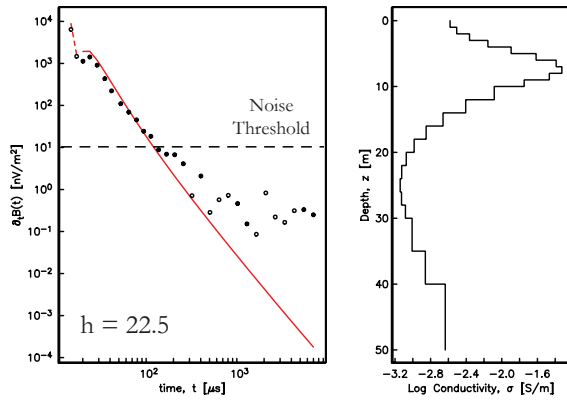 10⁴
10³
10²
10¹
10⁰
10⁻¹
10⁻²
10⁻³
10⁻⁴
∂ₜB(t) [nV/m²]
Noise
Threshold
h = 22.5
10² 10³
time, t [μs]
0
10
20
30
40
50
Depth, z [m]
−3.2 −2.8 −2.4 −2.0 −1.6
Log Conductivity, σ [S/m]